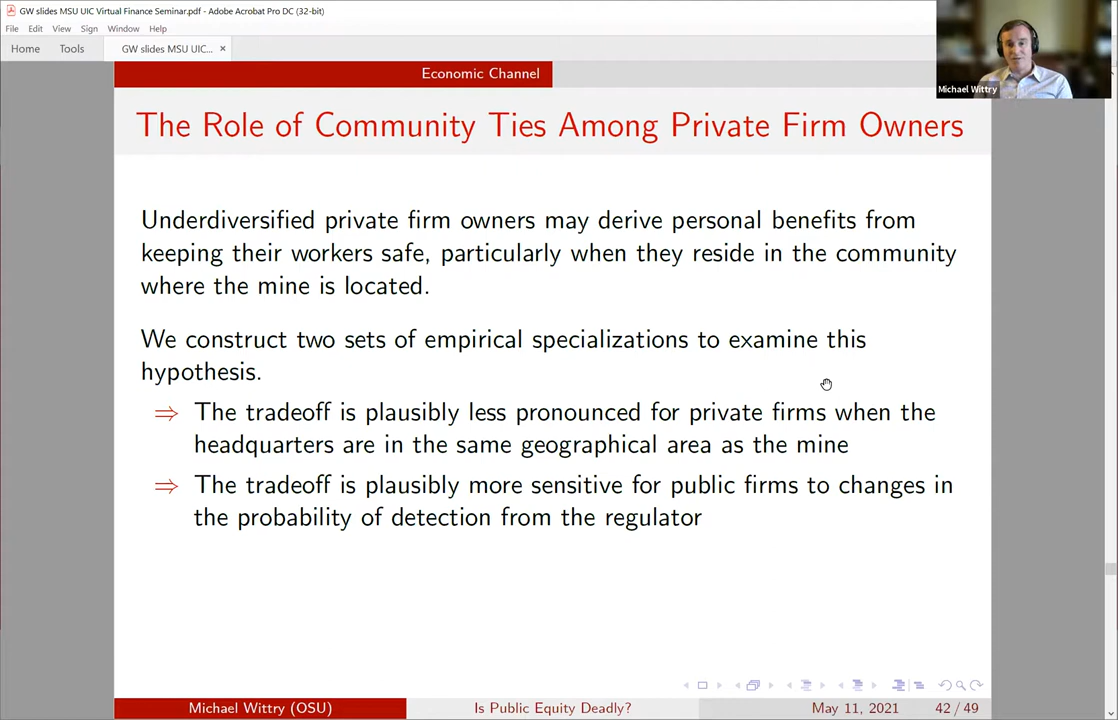 GW slides MSU UIC Virtual Finance Seminar.pdf - Adobe Acrobat Pro DC (32-bit)
File Edit View Sign Window Help
Home Tools GW slides MSU UIC... ×
Michael Wittry
Economic Channel
The Role of Community Ties Among Private Firm Owners
Underdiversified private firm owners may derive personal benefits from
keeping their workers safe, particularly when they reside in the community
where the mine is located.
We construct two sets of empirical specializations to examine this
hypothesis.
⇒ The tradeoff is plausibly less pronounced for private firms when the
headquarters are in the same geographical area as the mine
⇒ The tradeoff is plausibly more sensitive for public firms to changes in
the probability of detection from the regulator
Michael Wittry (OSU) Is Public Equity Deadly? May 11, 2021 42 / 49